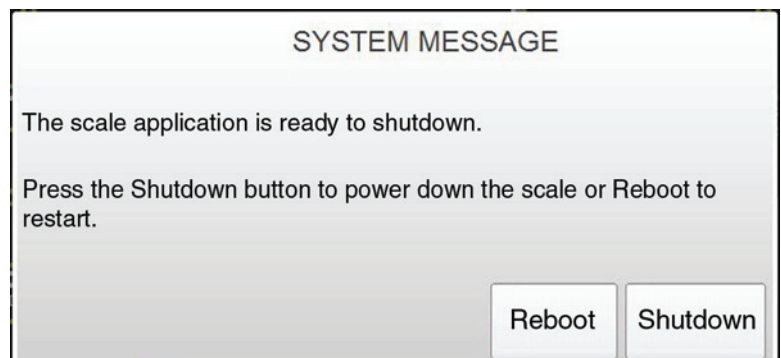 SYSTEM MESSAGE
The scale application is ready to shutdown.
Press the Shutdown button to power down the scale or Reboot to
restart.
Reboot Shutdown